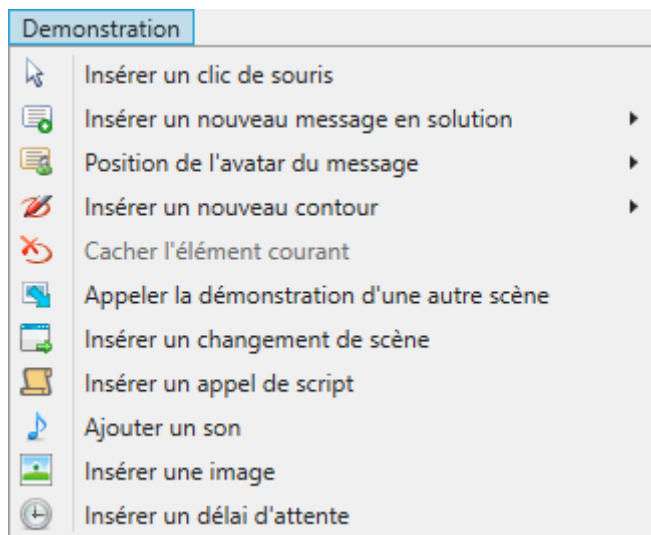 Demonstration
Insérer un clic de souris
Insérer un nouveau message en solution
Position de l'avatar du message
Insérer un nouveau contour
Cacher l'élément courant
Appeler la démonstration d'une autre scène
Insérer un changement de scène
Insérer un appel de script
Ajouter un son
Insérer une image
Insérer un délai d'attente